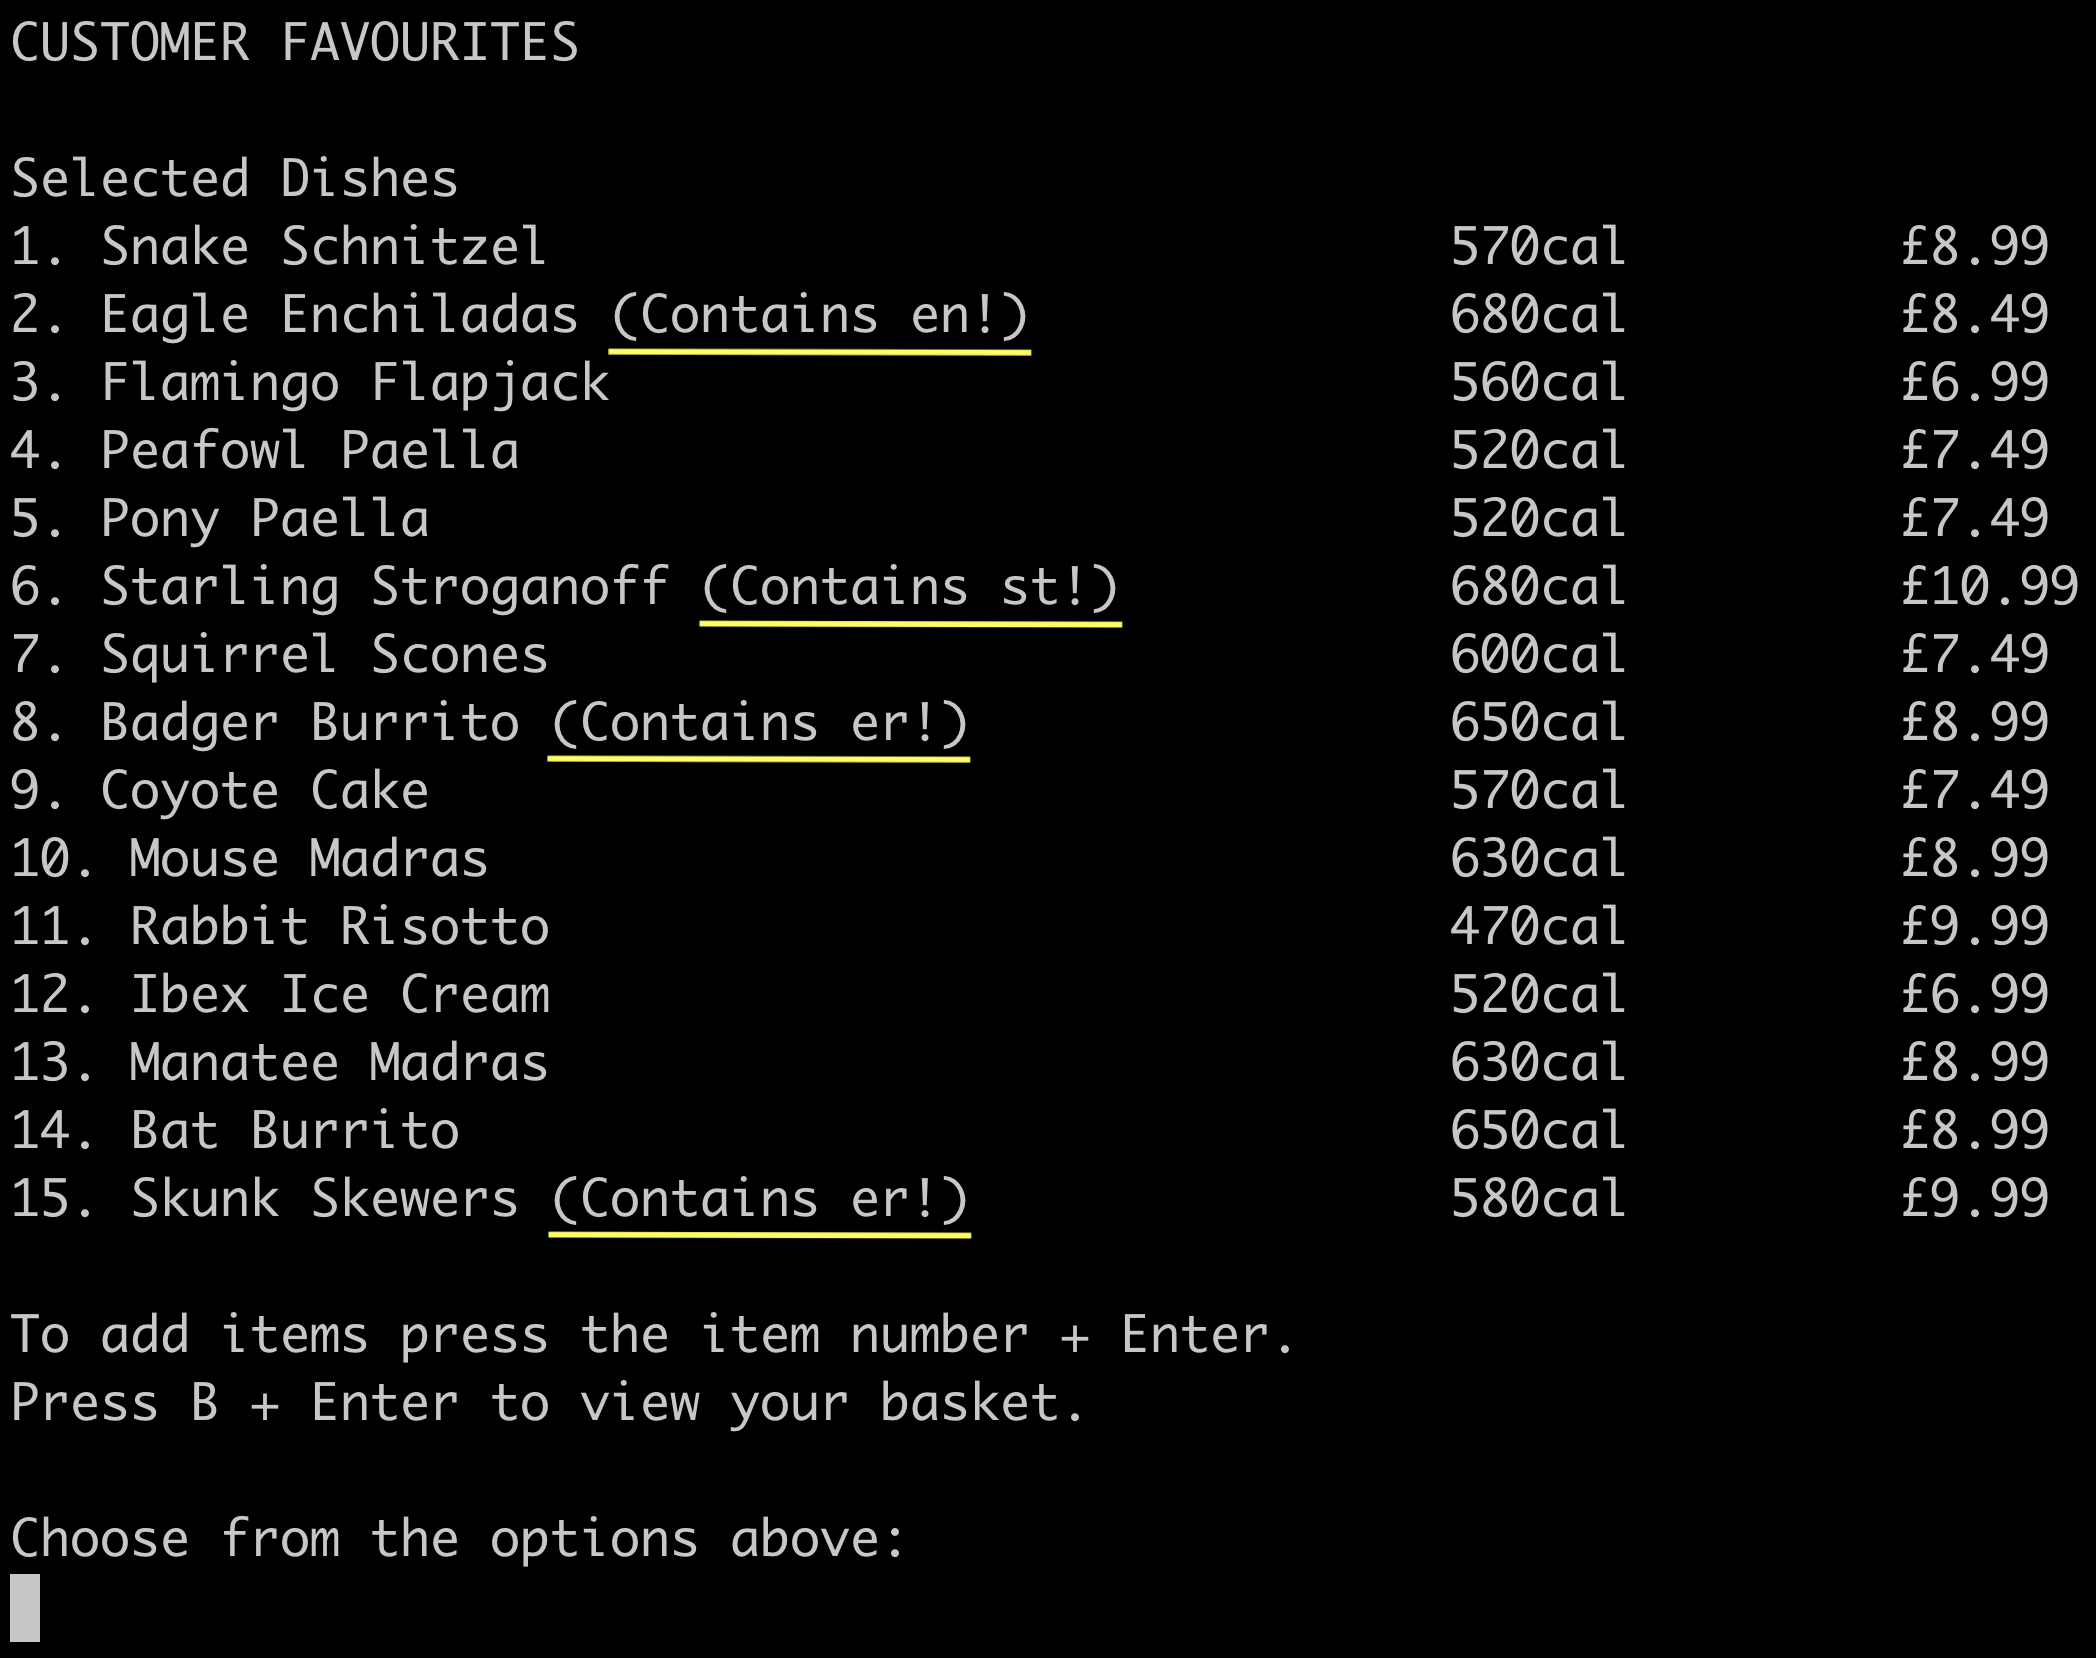 CUSTOMER FAVOURITES
Selected Dishes
1. Snake Schnitzel 570cal £8.99
2. Eagle Enchiladas (Contains en!) 680cal £8.49
3. Flamingo Flapjack 560cal £6.99
4. Peafowl Paella 520cal £7.49
5. Pony Paella 520cal £7.49
6. Starling Stroganoff (Contains st!) 680cal £10.99
7. Squirrel Scones 600cal £7.49
8. Badger Burrito (Contains er!) 650cal £8.99
9. Coyote Cake 570cal £7.49
10. Mouse Madras 630cal £8.99
11. Rabbit Risotto 470cal £9.99
12. Ibex Ice Cream 520cal £6.99
13. Manatee Madras 630cal £8.99
14. Bat Burrito 650cal £8.99
15. Skunk Skewers (Contains er!) 580cal £9.99
To add items press the item number + Enter.
Press B + Enter to view your basket.
Choose from the options above: